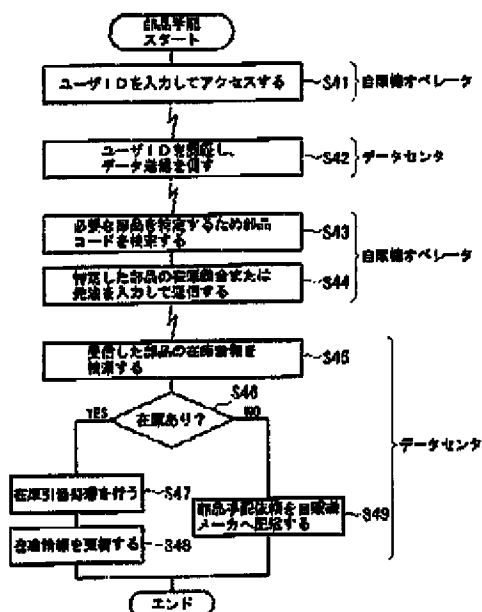 部品手配
スタート
ユーザIDを入力してアクセスする
S41
自販機オペレータ
ユーザIDを認証し、
データ送信を促す
S42
データセンタ
必要な部品を特定するため部品
コードを検索する
S43
特定した部品の在庫照会または
発注を入力して送信する
S44
自販機オペレータ
受信した部品の在庫情報を
検索する
S45
S46
在庫あり?
YES
NO
在庫引当処理を行う
S47
在庫情報を更新する
S48
部品手配依頼を自販機
メーカへ
する
S49
データセンタ
エンド